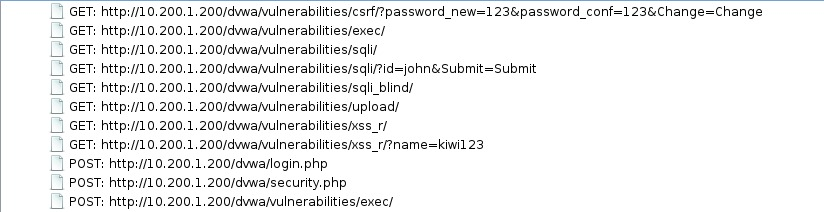 GET: http://10.200.1.200/dvwa/vulnerabilities/csrf/?password_new=123&password_conf=123&Change=Change
GET: http://10.200.1.200/dvwa/vulnerabilities/exec/
GET: http://10.200.1.200/dvwa/vulnerabilities/sqli/
GET: http://10.200.1.200/dvwa/vulnerabilities/sqli/?id=john&Submit=Submit
GET: http://10.200.1.200/dvwa/vulnerabilities/sqli_blind/
GET: http://10.200.1.200/dvwa/vulnerabilities/upload/
GET: http://10.200.1.200/dvwa/vulnerabilities/xss_r/
GET: http://10.200.1.200/dvwa/vulnerabilities/xss_r/?name=kiwi123
POST: http://10.200.1.200/dvwa/login.php
POST: http://10.200.1.200/dvwa/security.php
POST: http://10.200.1.200/dvwa/vulnerabilities/exec/